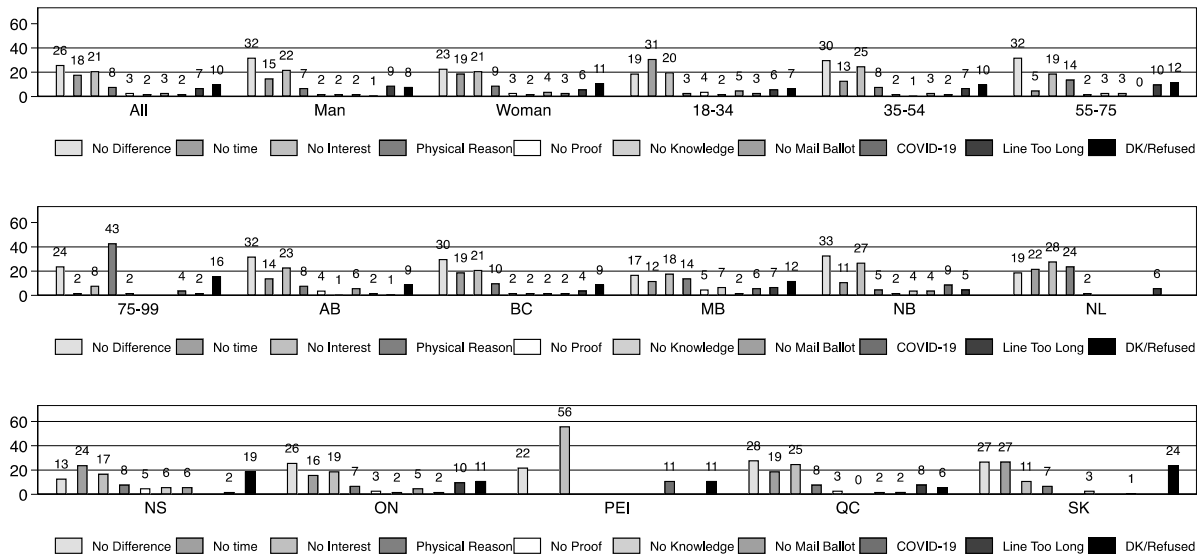 60
40
20
0
26 18 21 8 3 2 3 2 7 10
32 15 22 7 2 2 2 1 9 8
23 19 21 9 3 2 4 3 6 11
19 31 20 3 4 2 5 3 6 7
30 13 25 8 2 1 3 2 7 10
32 5 19 14 2 3 3 0 10 12
All Man Woman 18-34 35-54 55-75
No Difference No time No Interest Physical Reason No Proof No Knowledge No Mail Ballot COVID-19 Line Too Long DK/Refused
60
40
20
0
24 2 8 43 2 4 2 16
32 14 23 8 4 1 6 2 1 9
30 19 21 10 2 2 2 2 4 9
17 12 18 14 5 7 2 6 7 12
33 11 27 5 2 4 4 9 5
19 22 28 24 2 6
75-99 AB BC MB NB NL
No Difference No time No Interest Physical Reason No Proof No Knowledge No Mail Ballot COVID-19 Line Too Long DK/Refused
60
40
20
0
13 24 17 8 5 6 6 2 19
26 16 19 7 3 2 5 2 10 11
22 56 11 11
28 19 25 8 3 0 2 2 8 6
27 27 11 7 3 1 24
NS ON PEI QC SK
No Difference No time No Interest Physical Reason No Proof No Knowledge No Mail Ballot COVID-19 Line Too Long DK/Refused